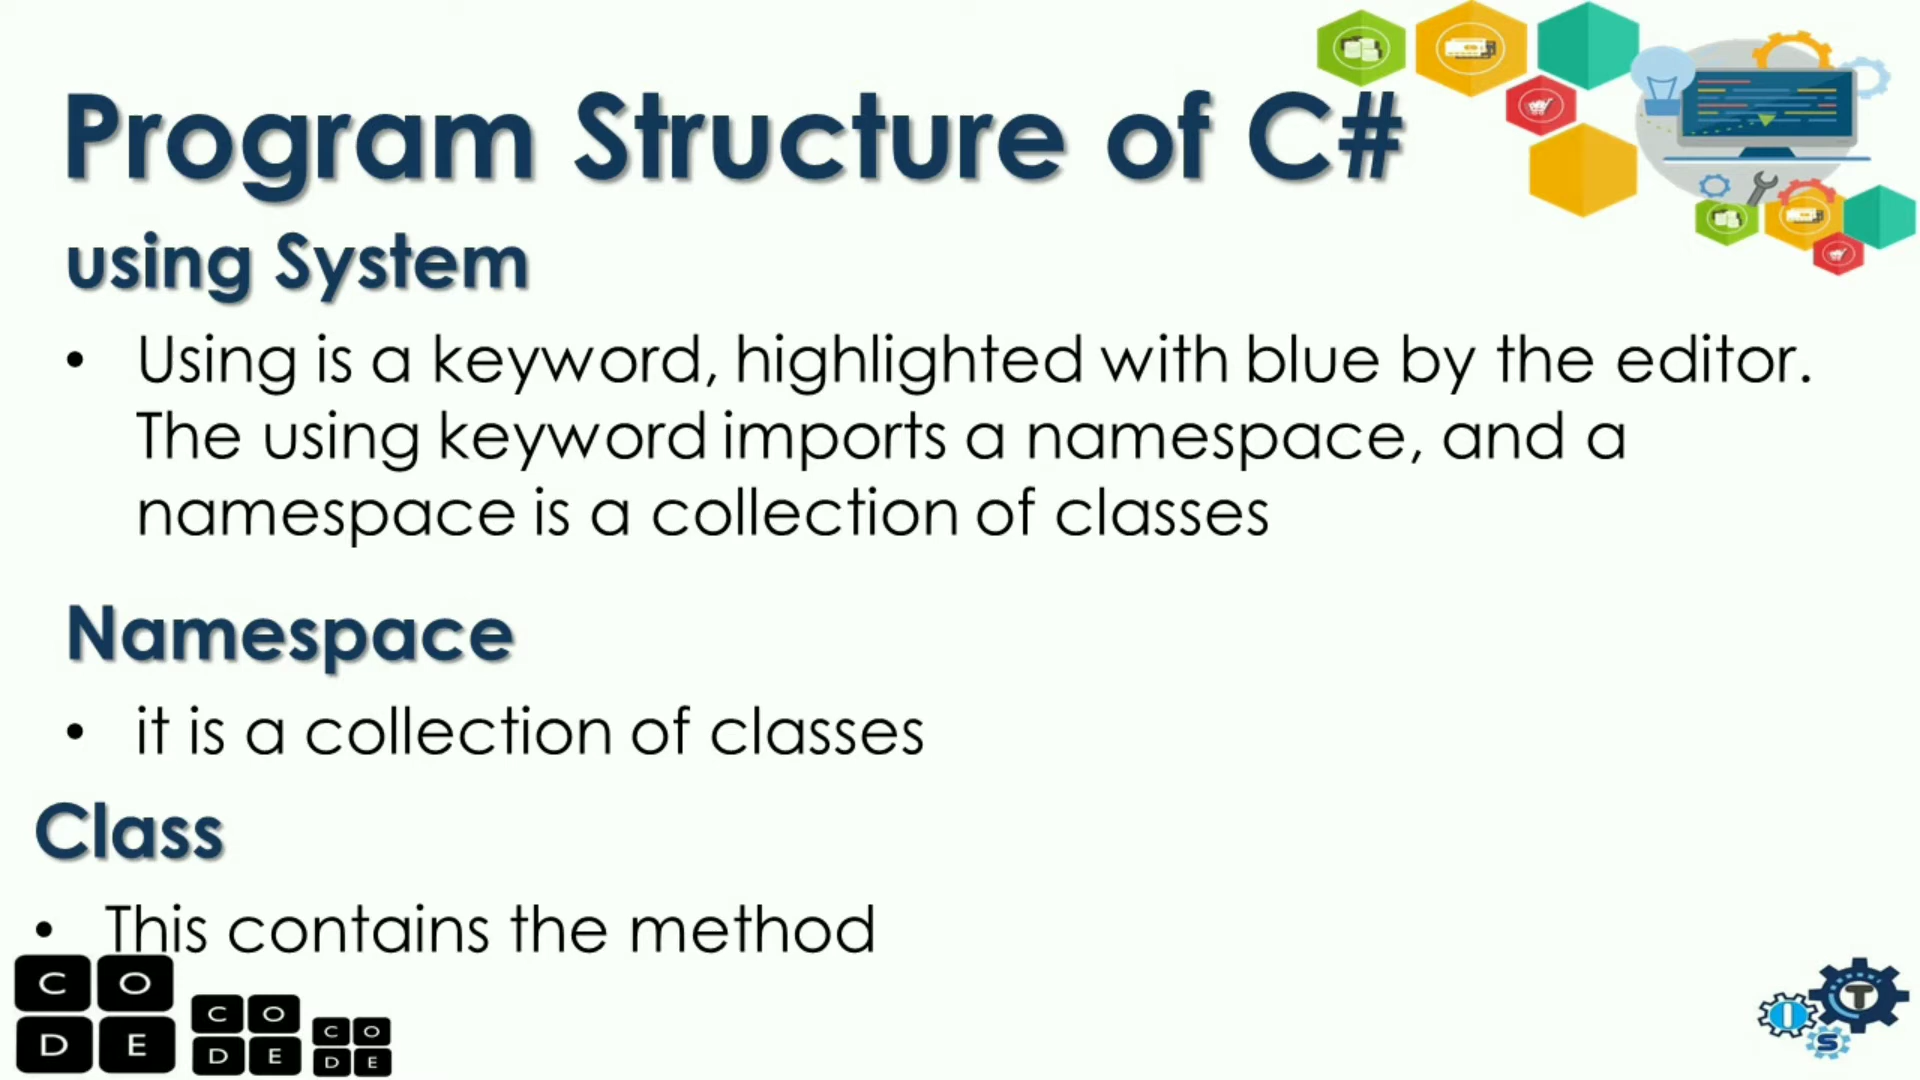 Program Structure of C#
using System
• Using is a keyword, highlighted with blue by the editor.
The using keyword imports a namespace, and a
namespace is a collection of classes
Namespace
• it is a collection of classes
Class
• This contains the method
C O
D E
C O
D E
C O
D E
I T
S